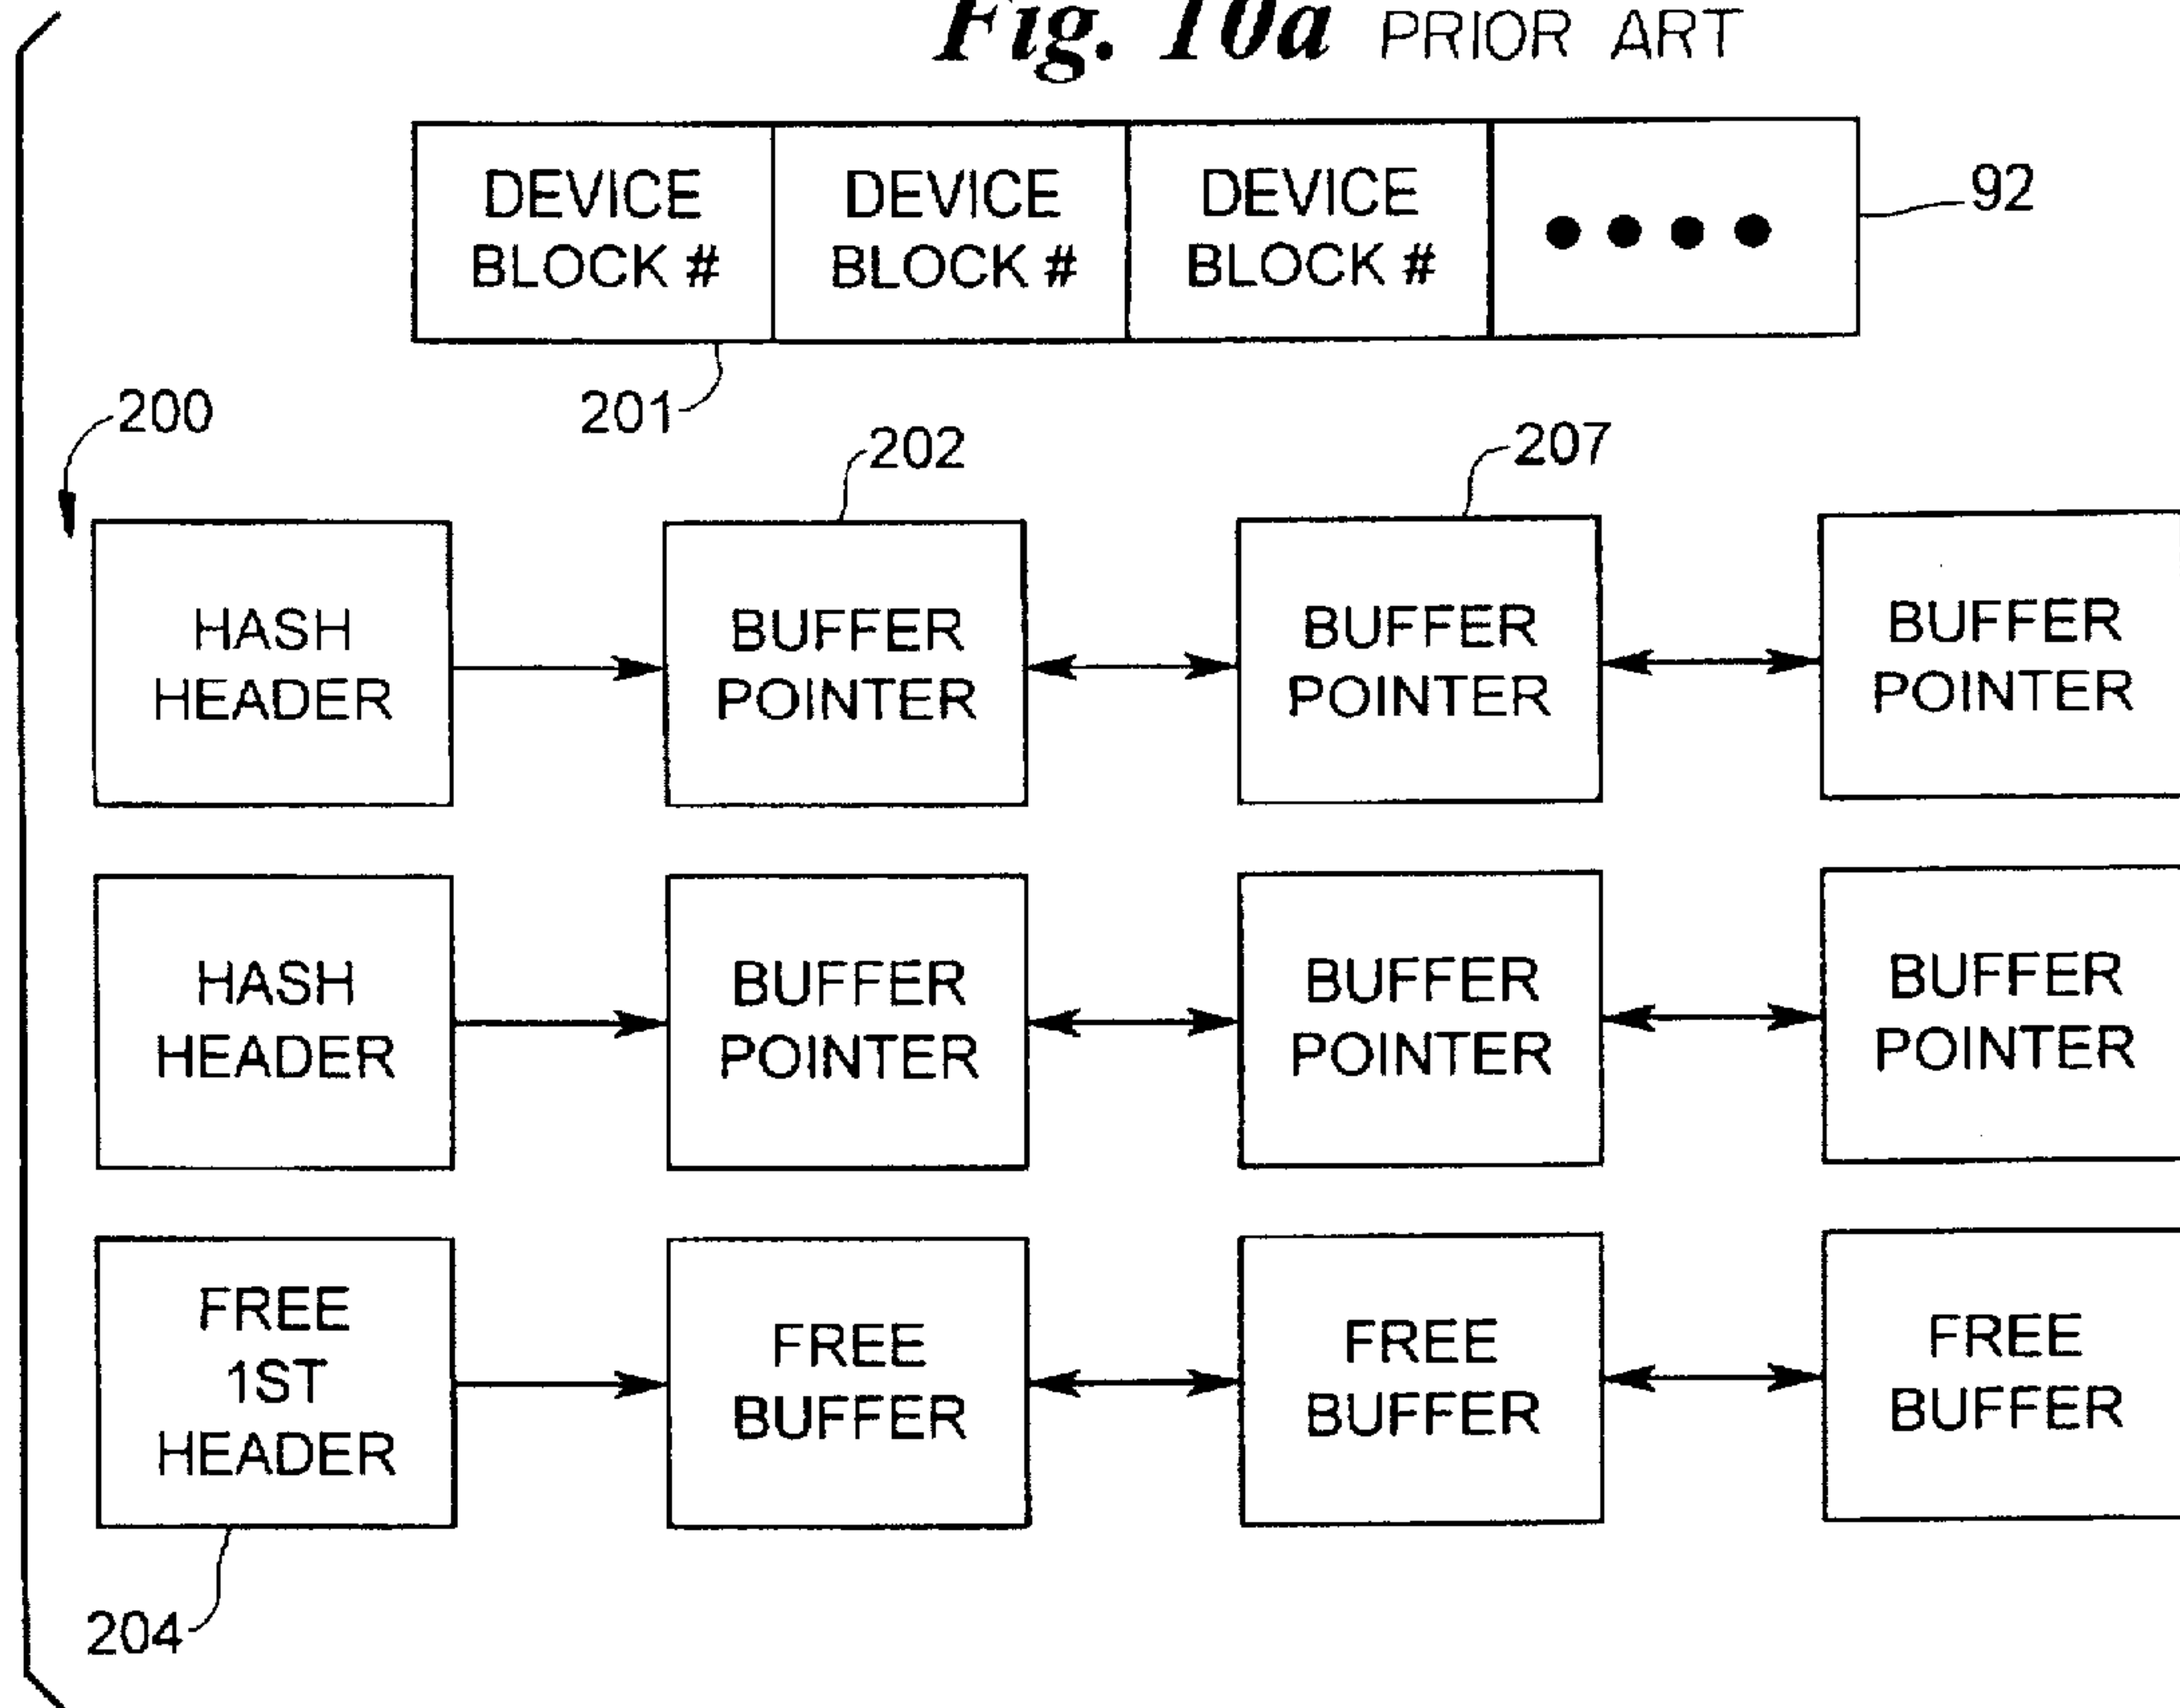 Fig. 10a PRIOR ART
DEVICE BLOCK #
DEVICE BLOCK #
DEVICE BLOCK #
92
201
200
202
207
HASH HEADER
BUFFER POINTER
BUFFER POINTER
BUFFER POINTER
HASH HEADER
BUFFER POINTER
BUFFER POINTER
BUFFER POINTER
FREE 1ST HEADER
FREE BUFFER
FREE BUFFER
FREE BUFFER
204